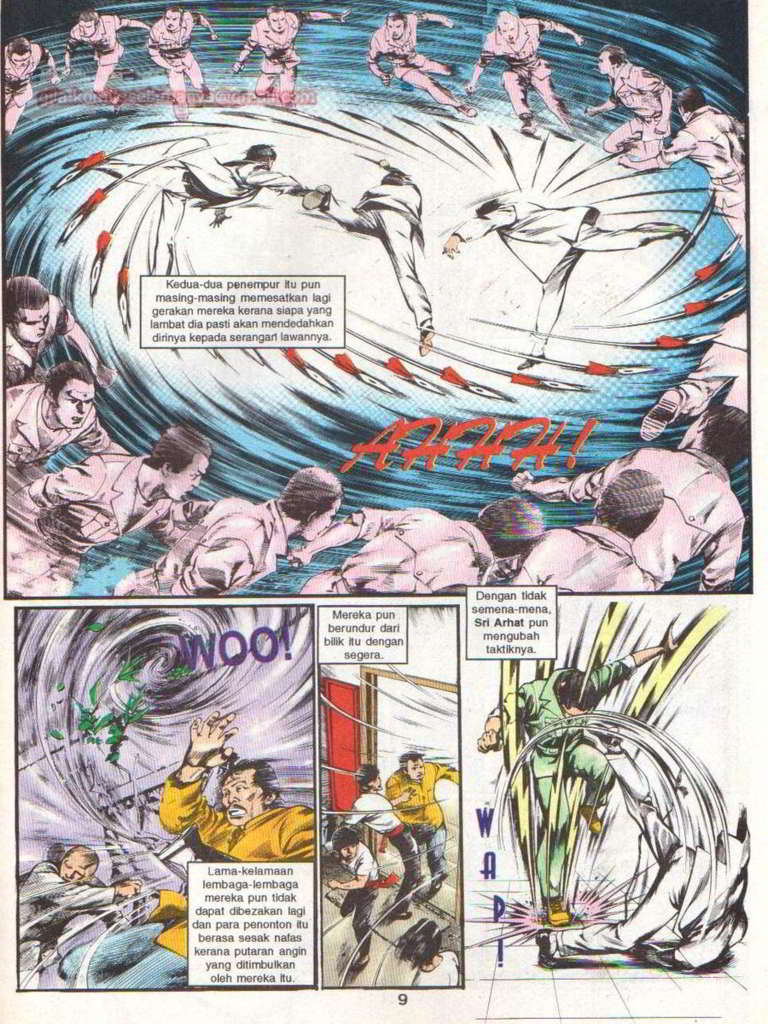 Kedua-dua penempur itu pun
masing-masing memesatkan lagi
gerakan mereka kerana siapa yang
lambat dia pasti akan mendedahkan
dirinya kepada serangan lawannya.
AHHH!
WOO!
Lama-kelamaan
lembaga-lembaga
mereka pun tidak
dapat dibezakan lagi
dan para penonton itu
berasa sesak nafas
kerana putaran angin
yang ditimbulkan
oleh mereka itu.
Mereka pun
berundur dari
bilik itu dengan
segera.
Dengan tidak
semena-mena,
Sri Arhat pun
mengubah
taktiknya.
WAP!
9